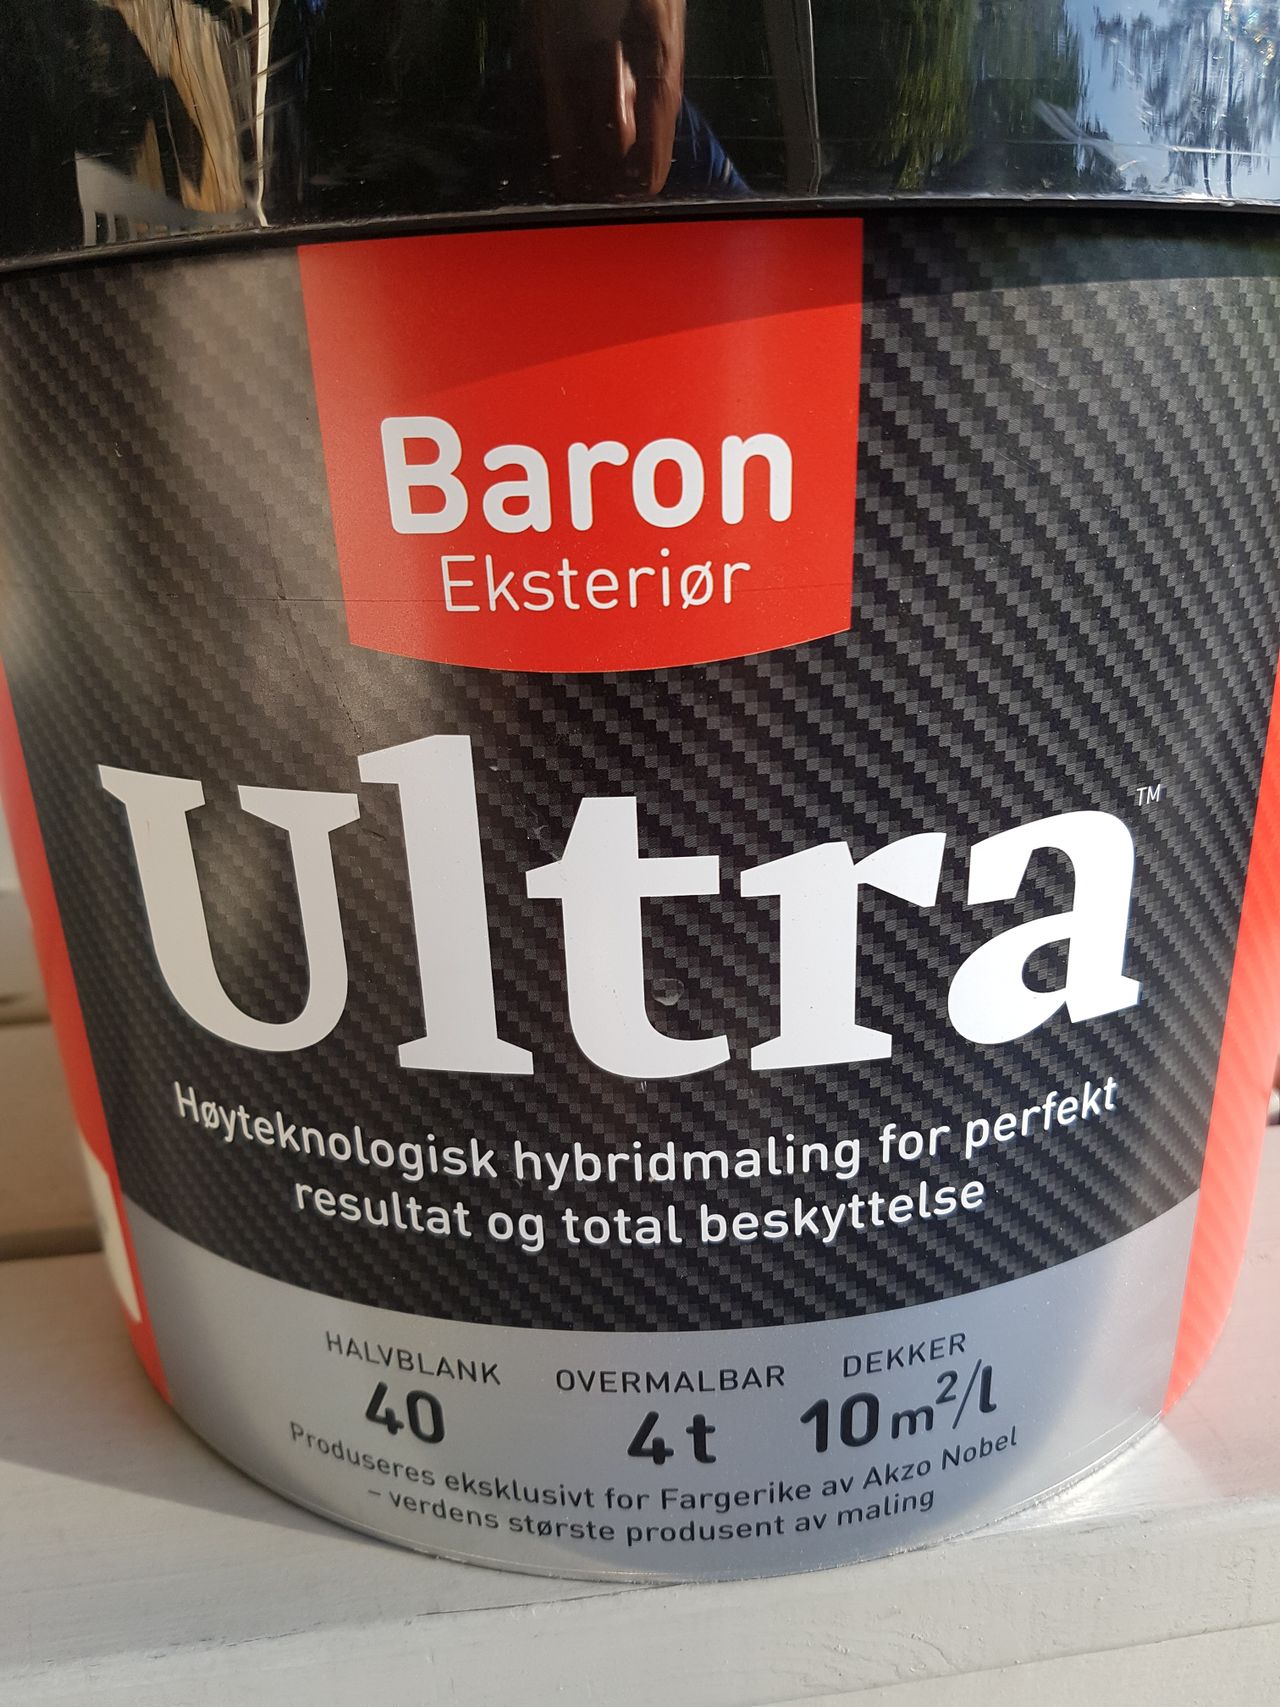 Baron
Eksteriør
Ultra™
Høyteknologisk hybridmaling for perfekt
resultat og total beskyttelse
HALVBLANK OVERMALBAR DEKKER
40 4t 10m²/l
Produseres eksklusivt for Fargerike av Akzo Nobel
– verdens største produsent av maling